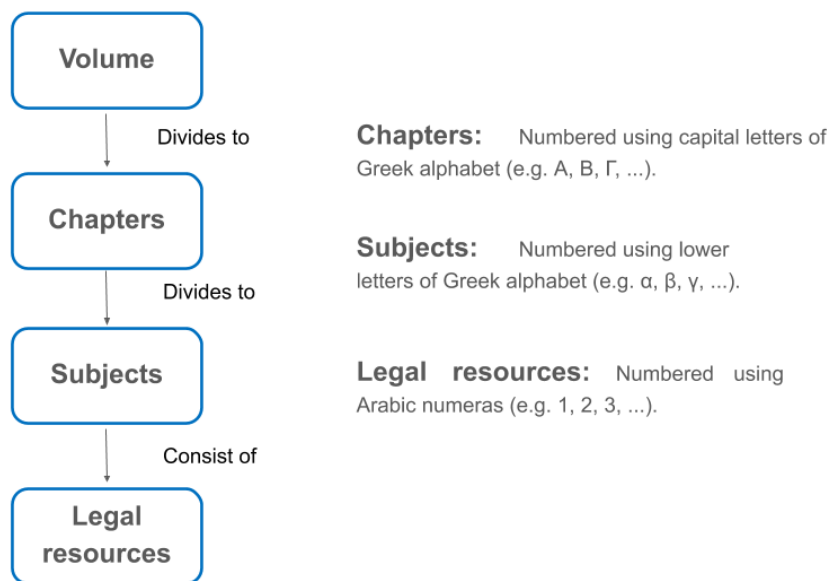 Volume
Divides to
Chapters
Divides to
Subjects
Consist of
Legal
resources
Chapters: Numbered using capital letters of
Greek alphabet (e.g. Α, Β, Γ, ...).
Subjects: Numbered using lower
letters of Greek alphabet (e.g. α, β, γ, ...).
Legal resources: Numbered using
Arabic numeras (e.g. 1, 2, 3, ...).